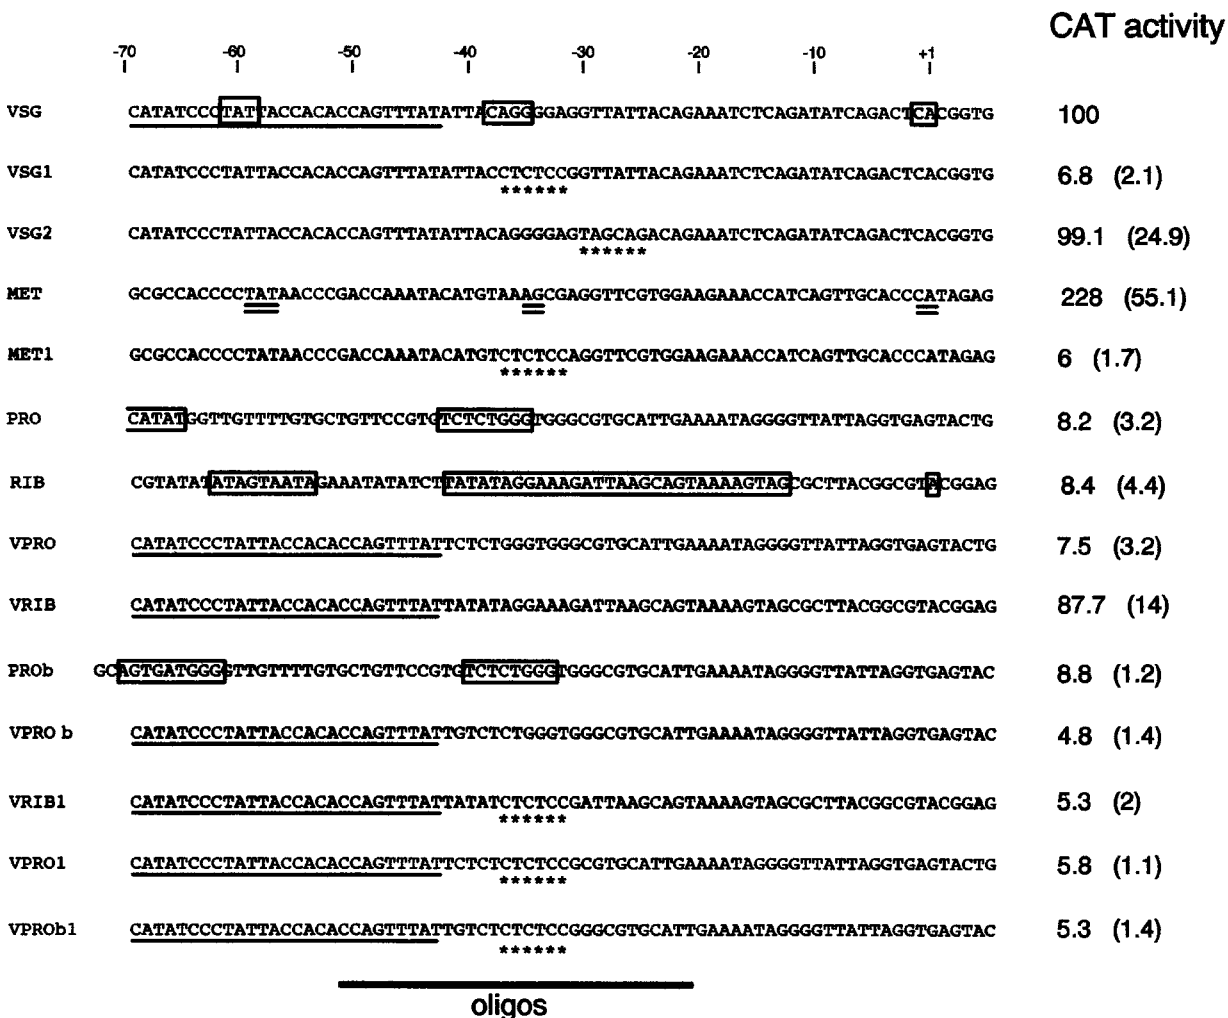 CAT activity
-70 -60 -50 -40 -30 -20 -10 +1
VSG CATATCCCTATTACCACACCAGTTTATATTACAGGGGAGGTTATTACAGAAATCTCAGATATCAGACTCACGGTG 100
VSG1 CATATCCCTATTACCACACCAGTTTATATTACCTCTCCGGTTATTACAGAAATCTCAGATATCAGACTCACGGTG 6.8 (2.1)
******
VSG2 CATATCCCTATTACCACACCAGTTTATATTACAGGGGAGTAGCAGACAGAAATCTCAGATATCAGACTCACGGTG 99.1 (24.9)
******
MET GCGCCACCCCTATAACCCGACCAAATACATGTAAAGCGAGGTTCGTGGAAGAAACCATCAGTTGCACCCATAGAG 228 (55.1)
MET1 GCGCCACCCCTATAACCCGACCAAATACATGTCTCTCCAGGTTCGTGGAAGAAACCATCAGTTGCACCCATAGAG 6 (1.7)
******
PRO CATATGGTTGTTTTGTGCTGTTCCGTGTCTCTGGGTGGGCGTGCATTGAAAATAGGGGTTATTAGGTGAGTACTG 8.2 (3.2)
RIB CGTATATATAGTAATAGAAATATATCTTATATAGGAAAGATTAAGCAGTAAAAGTAGCGCTTACGGCGTACGGAG 8.4 (4.4)
VPRO CATATCCCTATTACCACACCAGTTTATTCTCTGGGTGGGCGTGCATTGAAAATAGGGGTTATTAGGTGAGTACTG 7.5 (3.2)
VRIB CATATCCCTATTACCACACCAGTTTATTATATAGGAAAGATTAAGCAGTAAAAGTAGCGCTTACGGCGTACGGAG 87.7 (14)
PROb GCAGTGATGGGGTTGTTTTGTGCTGTTCCGTGTCTCTGGGTGGGCGTGCATTGAAAATAGGGGTTATTAGGTGAGTAC 8.8 (1.2)
VPRO b CATATCCCTATTACCACACCAGTTTATTGTCTCTGGGTGGGCGTGCATTGAAAATAGGGGTTATTAGGTGAGTAC 4.8 (1.4)
VRIB1 CATATCCCTATTACCACACCAGTTTATTATATCTCTCCGATTAAGCAGTAAAAGTAGCGCTTACGGCGTACGGAG 5.3 (2)
******
VPRO1 CATATCCCTATTACCACACCAGTTTATTCTCTCTCTCCGCGTGCATTGAAAATAGGGGTTATTAGGTGAGTACTG 5.8 (1.1)
******
VPROb1 CATATCCCTATTACCACACCAGTTTATTGTCTCTCTCCGGGCGTGCATTGAAAATAGGGGTTATTAGGTGAGTAC 5.3 (1.4)
******
oligos